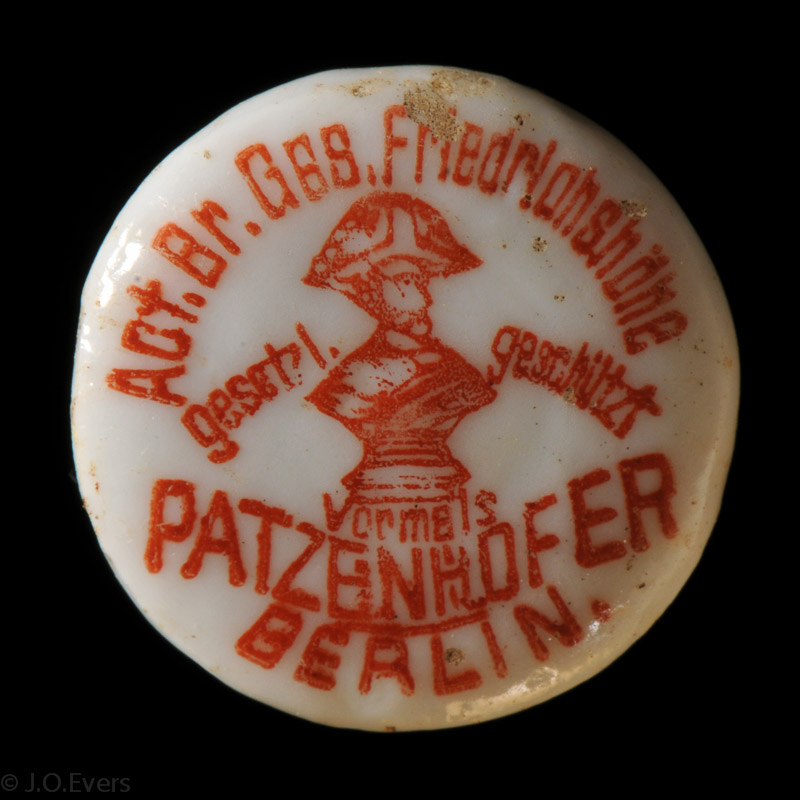 Act. Br. Ges. Friedrichshöhe
gesetzl. geschützt
vormals
PATZENHOFER
BERLIN.
© J.O.Evers